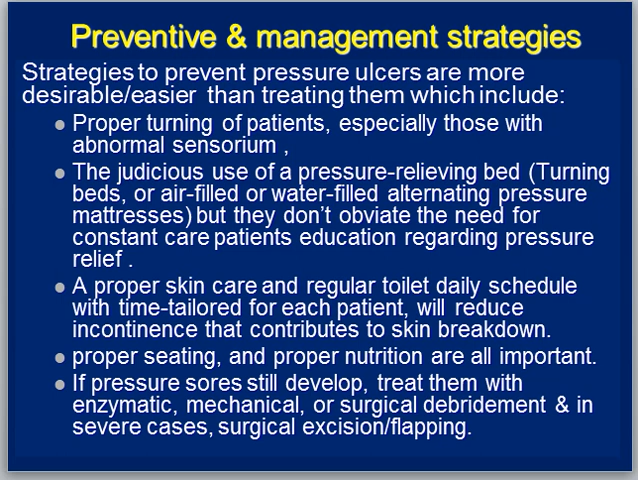 Preventive & management strategies
Strategies to prevent pressure ulcers are more
desirable/easier than treating them which include:
• Proper turning of patients, especially those with
abnormal sensorium ,
• The judicious use of a pressure-relieving bed (Turning
beds, or air-filled or water-filled alternating pressure
mattresses) but they don't obviate the need for
constant care patients education regarding pressure
relief .
• A proper skin care and regular toilet daily schedule
with time-tailored for each patient, will reduce
incontinence that contributes to skin breakdown.
• proper seating, and proper nutrition are all important.
• If pressure sores still develop, treat them with
enzymatic, mechanical, or surgical debridement & in
severe cases, surgical excision/flapping.